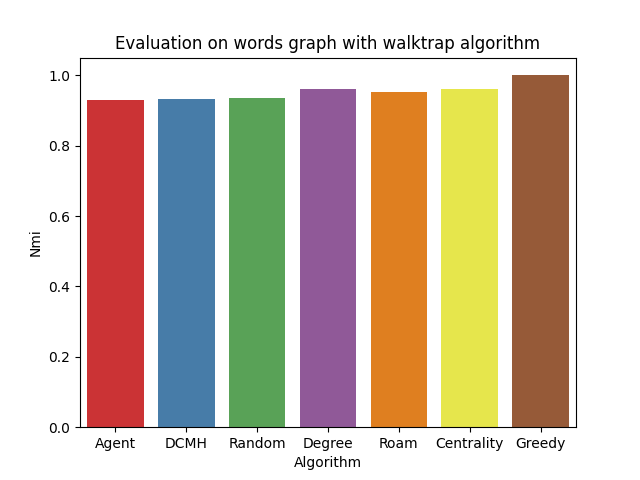 Evaluation on words graph with walktrap algorithm
1.0
0.8
0.6
0.4
0.2
0.0
Nmi
Agent DCMH Random Degree Roam Centrality Greedy
Algorithm